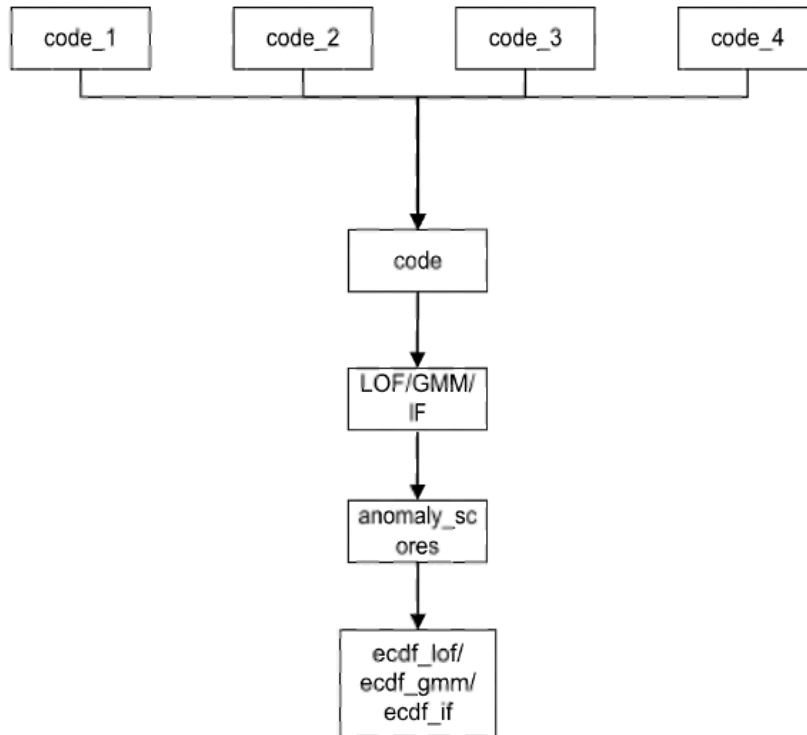 code_1
code_2
code_3
code_4
code
LOF/GMM/
IF
anomaly_sc
ores
ecdf_lof/
ecdf_gmm/
ecdf_if